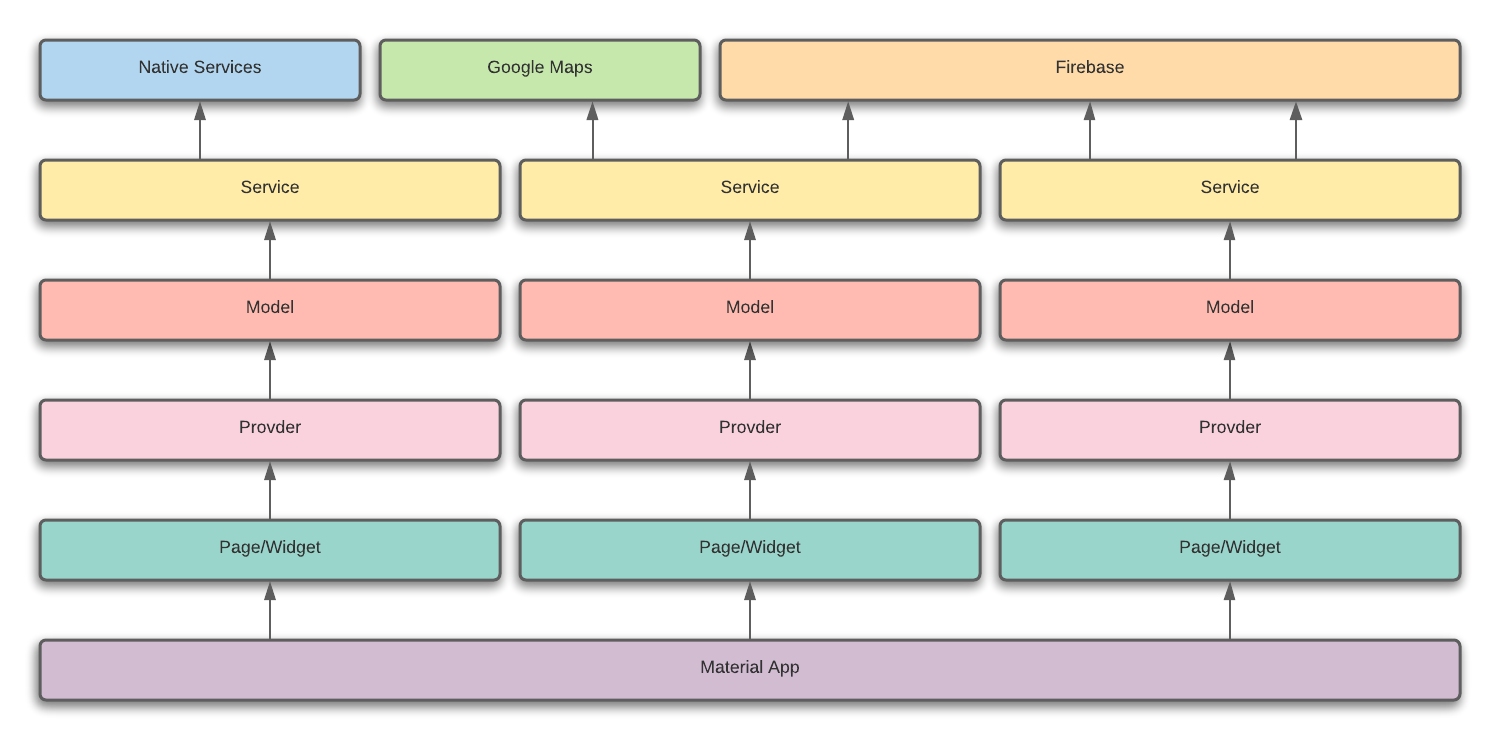 Native Services
Google Maps
Firebase
Service
Service
Service
Model
Model
Model
Provder
Provder
Provder
Page/Widget
Page/Widget
Page/Widget
Material App